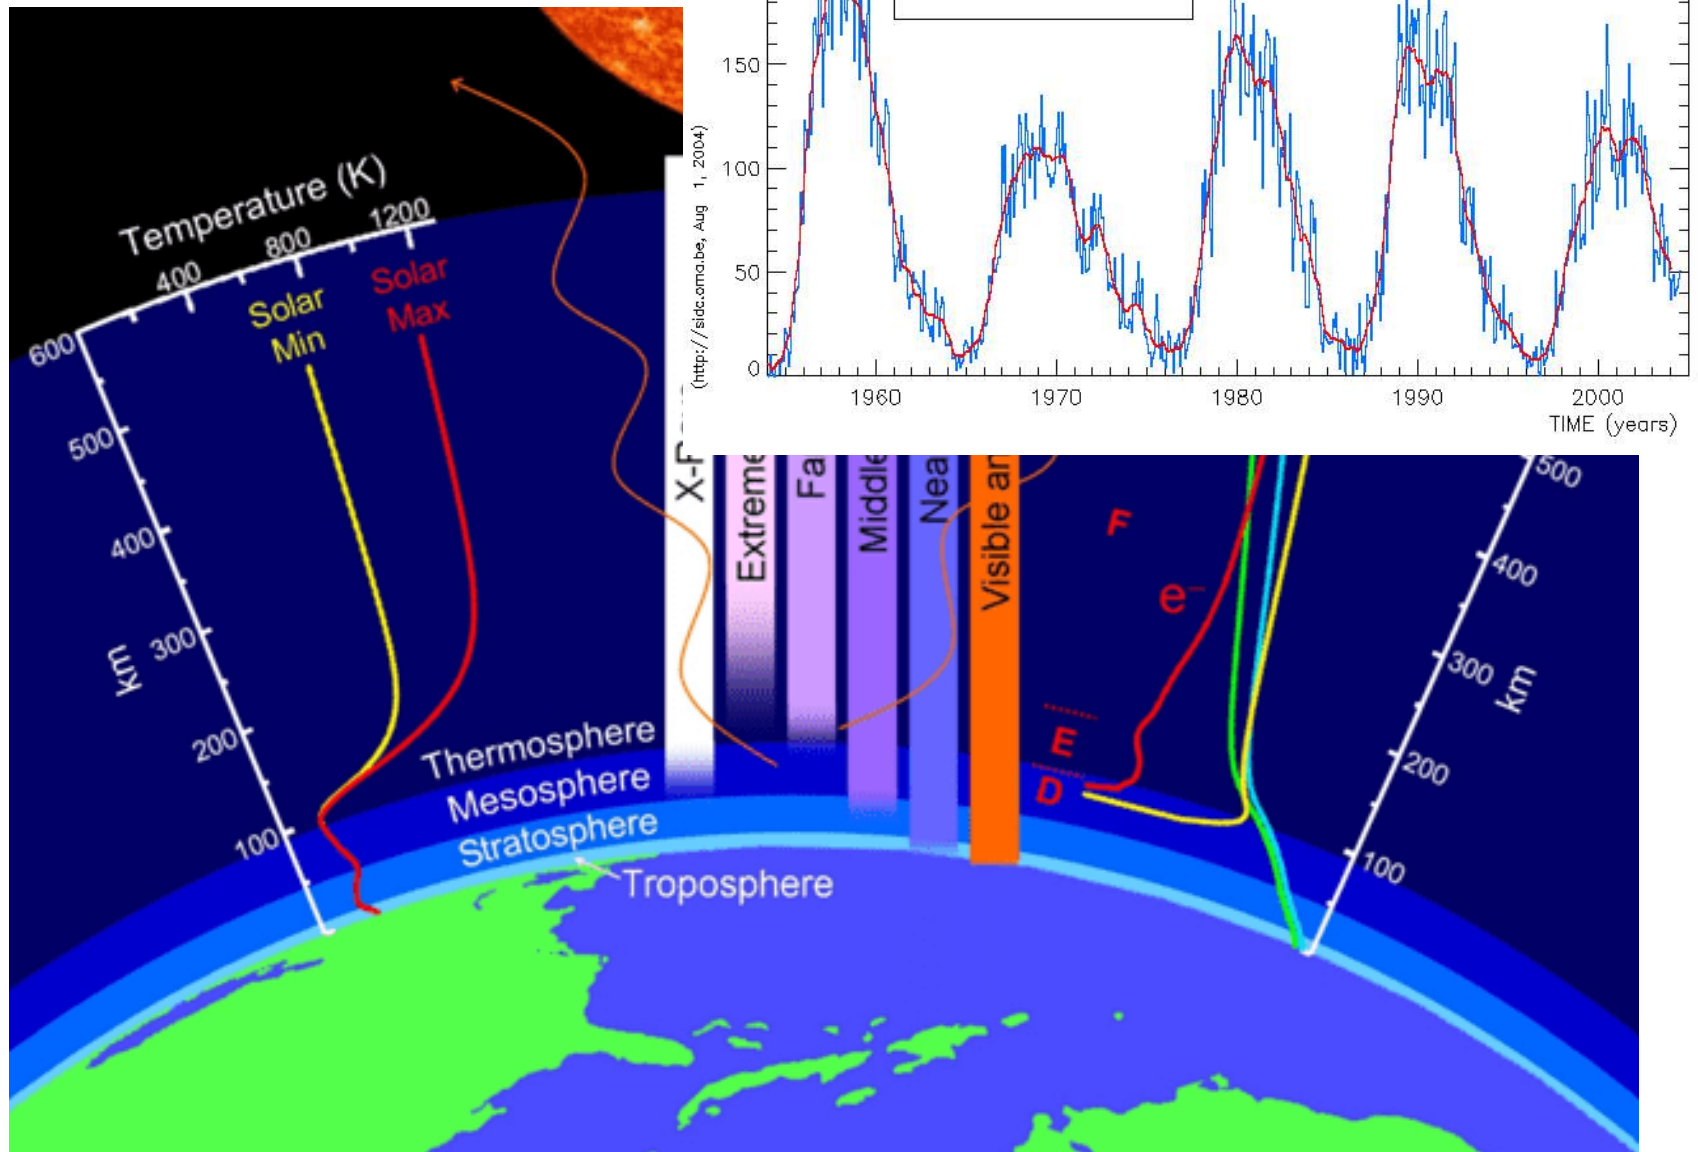 Temperature (K)
400
800
1200
Solar
Min
Solar
Max
600
500
400
300
200
100
km
Thermosphere
Mesosphere
Stratosphere
Troposphere
Extreme
Fa
Middle
Nea
Visible an
F
e⁻
E
D
500
400
300
200
100
km
150
100
50
0
(http://sidc.oma.be, Aug 1, 2004)
1960
1970
1980
1990
2000
TIME (years)